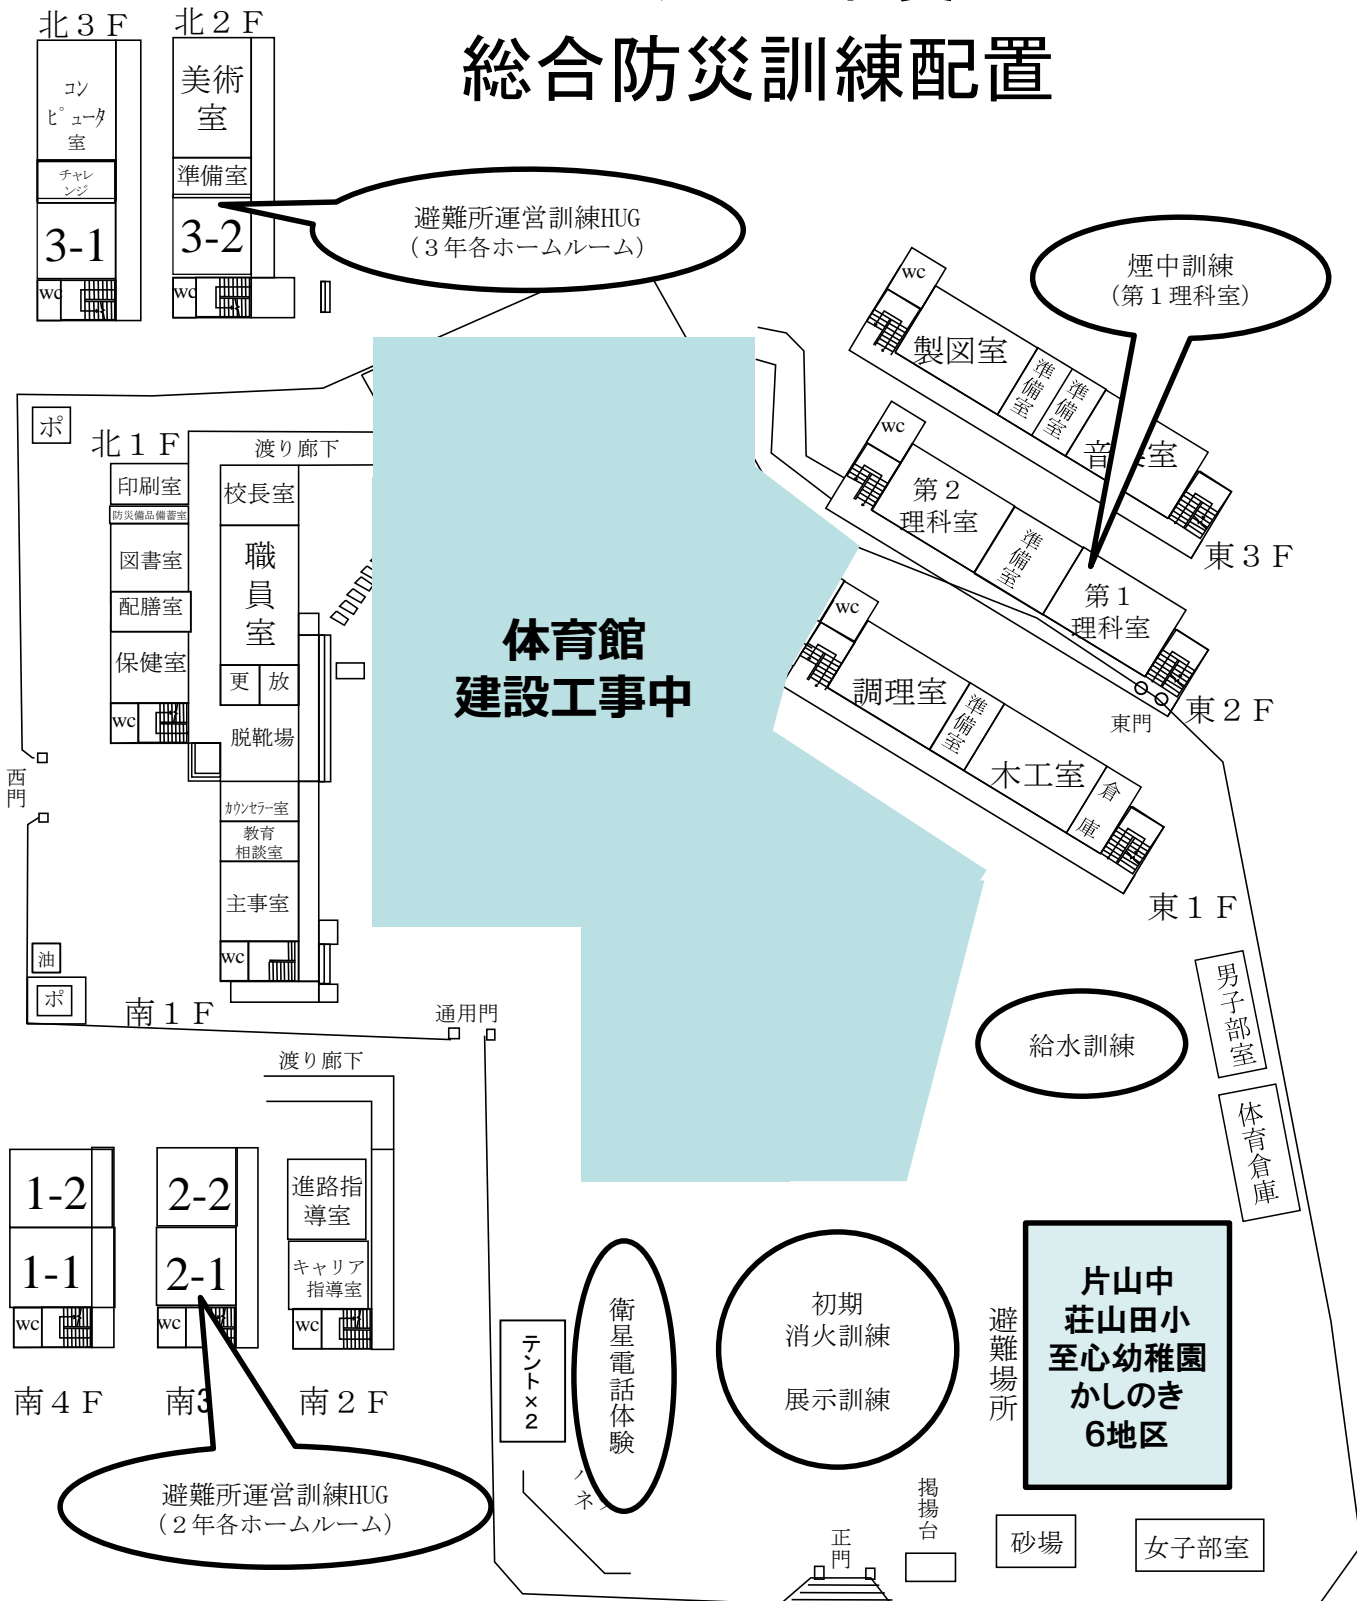 総合防災訓練配置
北３Ｆ
北２Ｆ
コン
ピュータ
室
チャレ
ンジ
3-1
wc
美術
室
準備室
3-2
wc
避難所運営訓練HUG
（３年各ホームルーム）
煙中訓練
（第１理科室）
wc
製図室
準備室
準備室
音
室
東３Ｆ
wc
第２
理科室
準備室
第１
理科室
東２Ｆ
東門
wc
調理室
準備室
木工室
倉庫
東１Ｆ
ポ
北１Ｆ
渡り廊下
印刷室
防災備品備蓄室
図書室
配膳室
保健室
wc
校長室
職員室
更
放
脱靴場
カウンセラー室
教育
相談室
主事室
wc
西門
油
ポ
南１Ｆ
通用門
体育館
建設工事中
給水訓練
男子部室
体育倉庫
渡り廊下
1-2
1-1
wc
南４Ｆ
2-2
2-1
wc
南3
進路指
導室
キャリア
指導室
wc
南２Ｆ
避難所運営訓練HUG
（２年各ホームルーム）
テント×2
衛星電話体験
初期
消火訓練
展示訓練
避難場所
片山中
荘山田小
至心幼稚園
かしのき
6地区
掲揚台
正門
砂場
女子部室